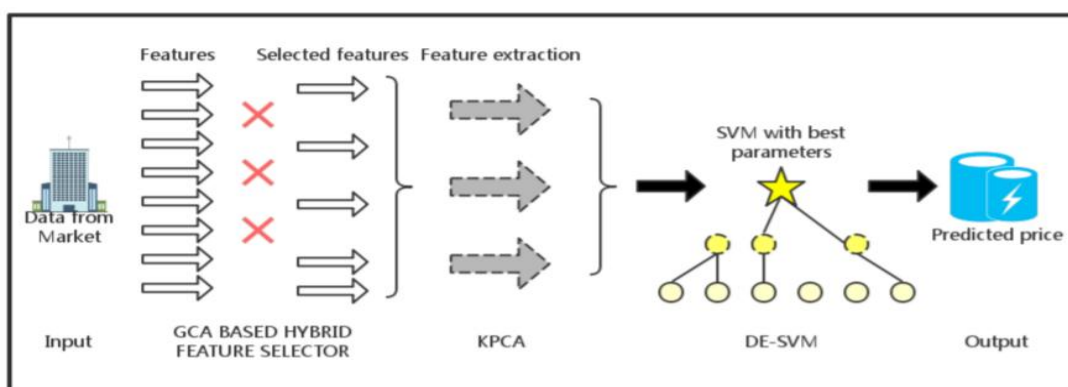 Features
Selected features
Feature extraction
SVM with best
parameters
Data from
Market
Predicted price
Input
GCA BASED HYBRID
FEATURE SELECTOR
KPCA
DE-SVM
Output